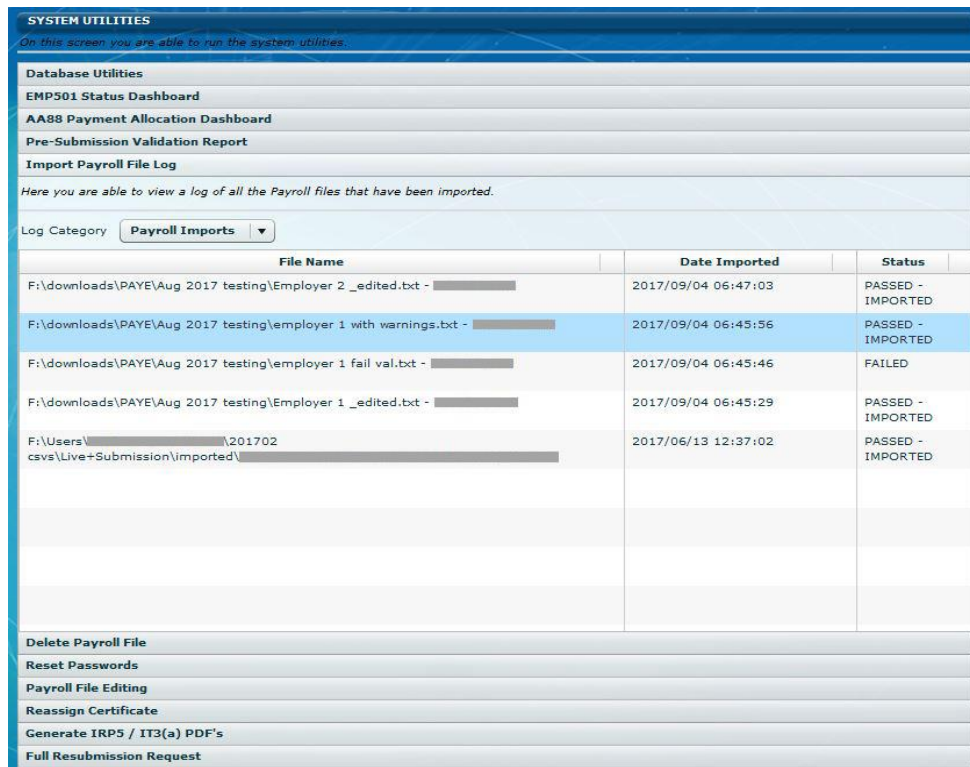 SYSTEM UTILITIES
On this screen you are able to run the system utilities.
Database Utilities
EMP501 Status Dashboard
AA88 Payment Allocation Dashboard
Pre-Submission Validation Report
Import Payroll File Log
Here you are able to view a log of all the Payroll files that have been imported.
Log Category Payroll Imports
File Name Date Imported Status
F:\downloads\PAYE\Aug 2017 testing\Employer 2 _edited.txt - 2017/09/04 06:47:03 PASSED -
IMPORTED
F:\downloads\PAYE\Aug 2017 testing\employer 1 with warnings.txt - 2017/09/04 06:45:56 PASSED -
IMPORTED
F:\downloads\PAYE\Aug 2017 testing\employer 1 fail val.txt - 2017/09/04 06:45:46 FAILED
F:\downloads\PAYE\Aug 2017 testing\Employer 1 _edited.txt - 2017/09/04 06:45:29 PASSED -
IMPORTED
F:\Users\ \201702 2017/06/13 12:37:02 PASSED -
csvs\Live+Submission\imported\ IMPORTED
Delete Payroll File
Reset Passwords
Payroll File Editing
Reassign Certificate
Generate IRP5 / IT3(a) PDF's
Full Resubmission Request